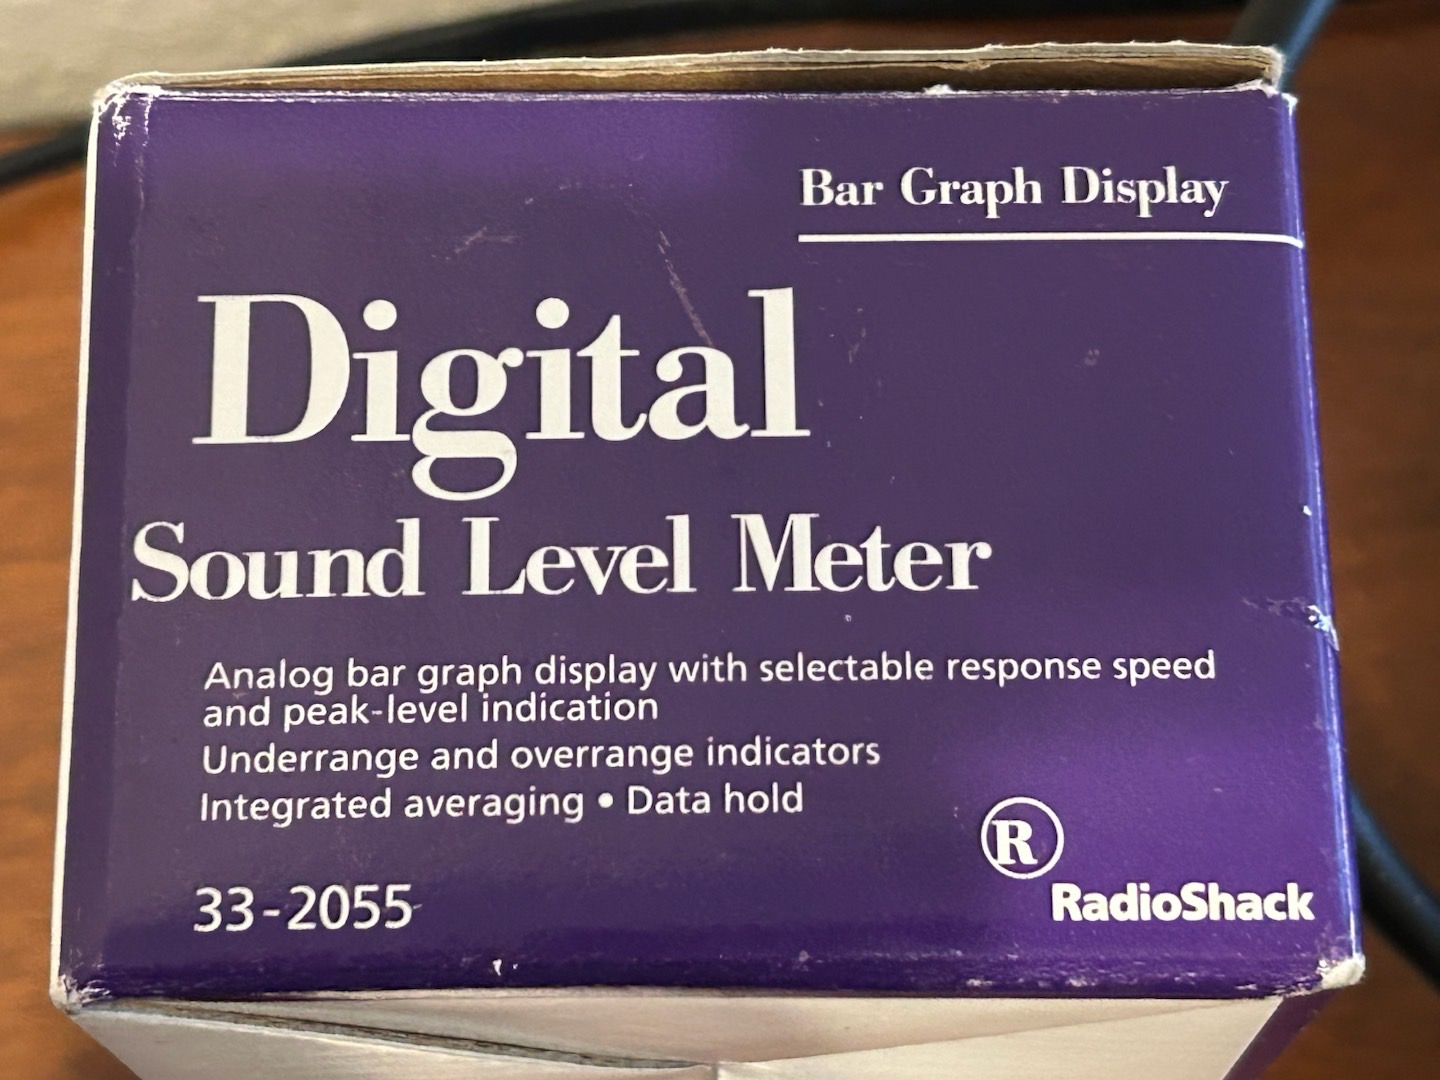 Bar Graph Display
Digital
Sound Level Meter
Analog bar graph display with selectable response speed
and peak-level indication
Underrange and overrange indicators
Integrated averaging • Data hold
33-2055
R
RadioShack